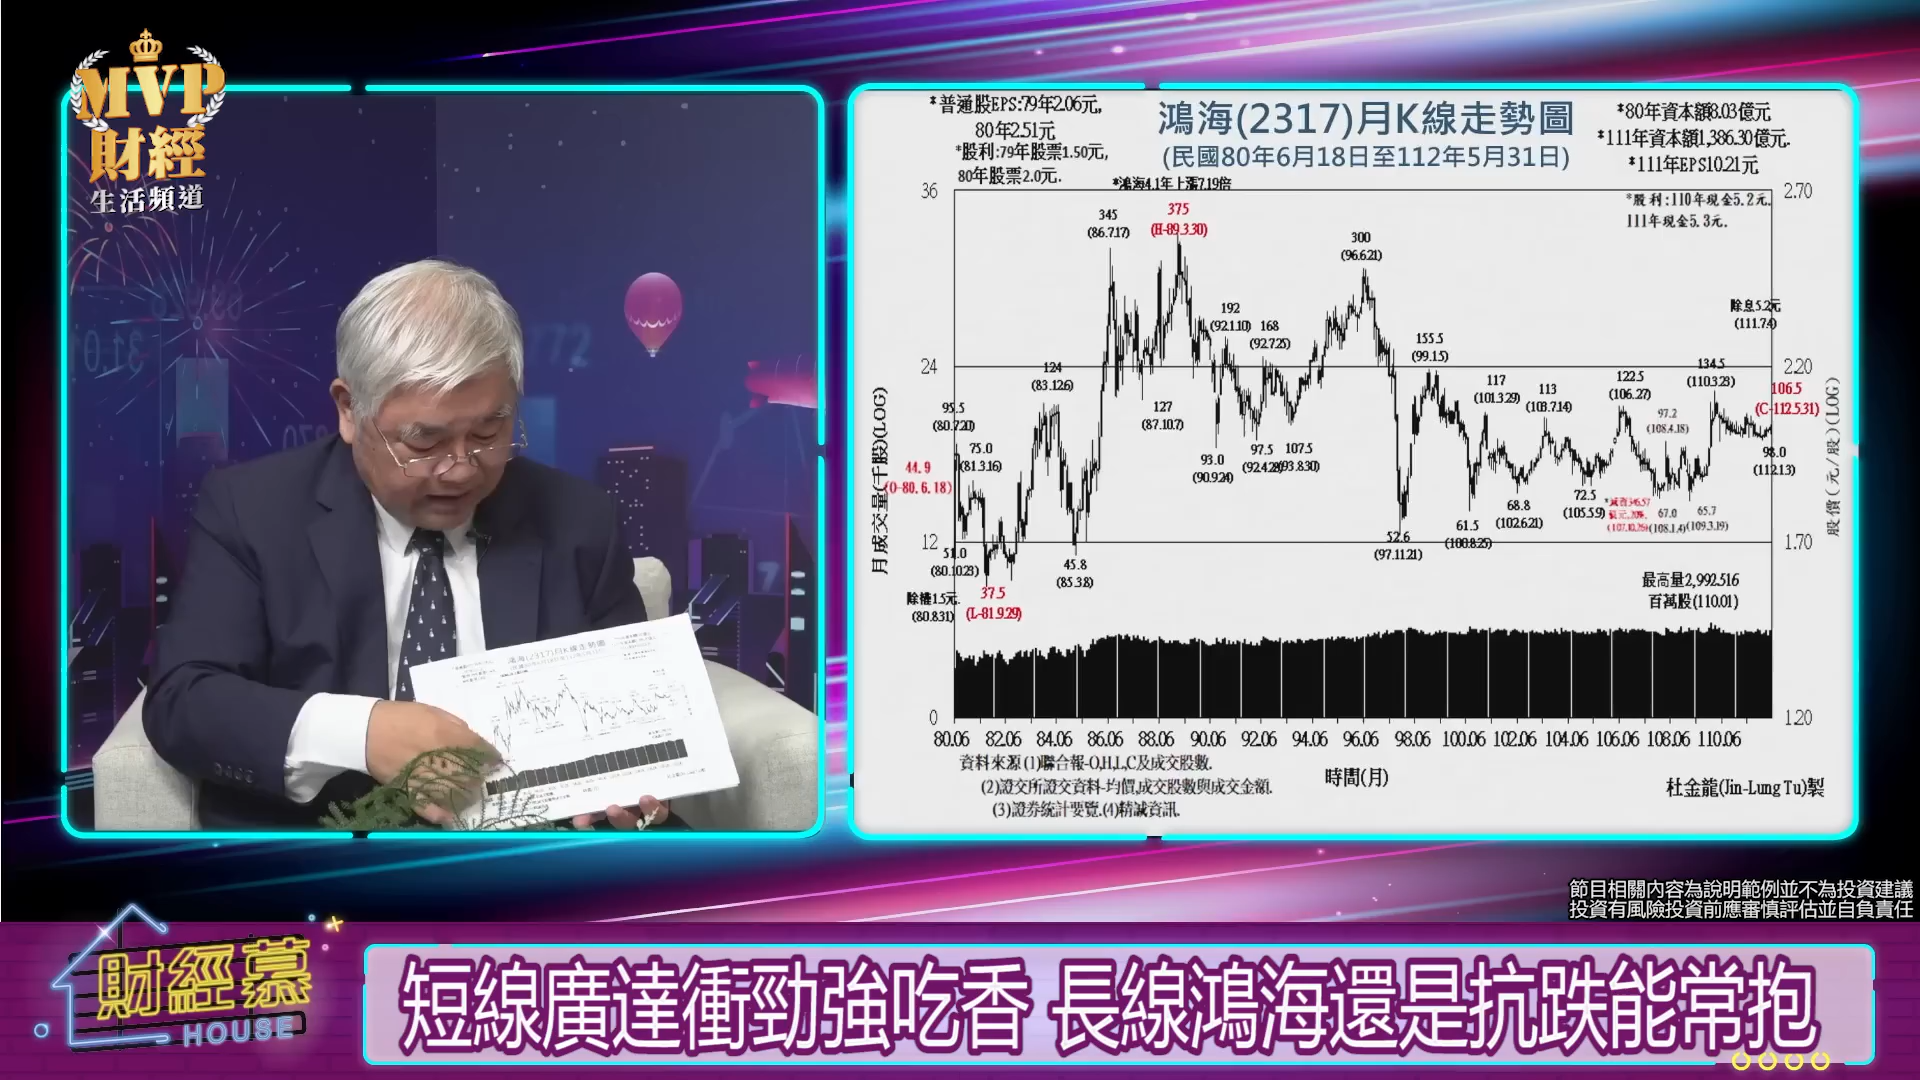 MVP
財經
生活頻道
*普通股EPS:79年2.06元,
80年2.51元
*股利:79年股票1.50元,
80年股票2.0元.
鴻海(2317)月K線走勢圖
(民國80年6月18日至112年5月31日)
*80年資本額8.03億元
*111年資本額1,386.30億元.
*111年EPS10.21元
*鴻海4.1年上漲7.19倍
*股利:110年現金5.2元.
111年現金5.3元.
36
24
12
0
2.70
2.20
1.70
1.20
月成交量(千股)(LOG)
股價(元/股)(LOG)
44.9
(O-80.6.18)
95.5
(80.7.20)
75.0
(81.3.16)
51.0
(80.10.23)
除權1.5元.
(80.8.31)
37.5
(L-81.9.29)
124
(83.12.6)
45.8
(85.3.8)
345
(86.7.17)
127
(87.10.7)
375
(H-89.3.30)
93.0
(90.9.24)
192
(92.1.10)
97.5
(92.4.28)
168
(92.7.25)
107.5
(93.8.30)
300
(96.6.21)
52.6
(97.11.21)
155.5
(99.1.5)
61.5
(100.8.25)
117
(101.3.29)
68.8
(102.6.21)
113
(103.7.14)
72.5
(105.5.9)
122.5
(106.6.27)
*減資346.57
億元,20%.
(107.10.26)
67.0
(108.1.4)
97.2
(108.4.18)
65.7
(109.3.19)
134.5
(110.3.23)
除息5.2元
(111.7.4)
106.5
(C-112.5.31)
98.0
(112.1.3)
最高量2,992.516
百萬股(110.01)
80.06 82.06 84.06 86.06 88.06 90.06 92.06 94.06 96.06 98.06 100.06 102.06 104.06 106.06 108.06 110.06
時間(月)
資料來源(1)聯合報-O,H,L,C及成交股數.
(2)證交所證交資料-均價,成交股數與成交金額.
(3)證券統計要覽.(4)精誠資訊.
杜金龍(Jin-Lung Tu)製
鴻海(2317)月K線走勢圖
節目相關內容為說明範例並不為投資建議
投資有風險投資前應審慎評估並自負責任
財經慕
HOUSE
短線廣達衝勁強吃香 長線鴻海還是抗跌能常抱